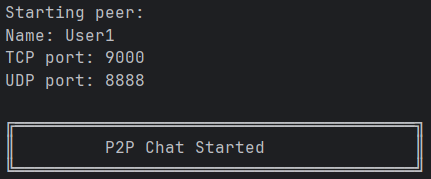 Starting peer:
Name: User1
TCP port: 9000
UDP port: 8888
P2P Chat Started